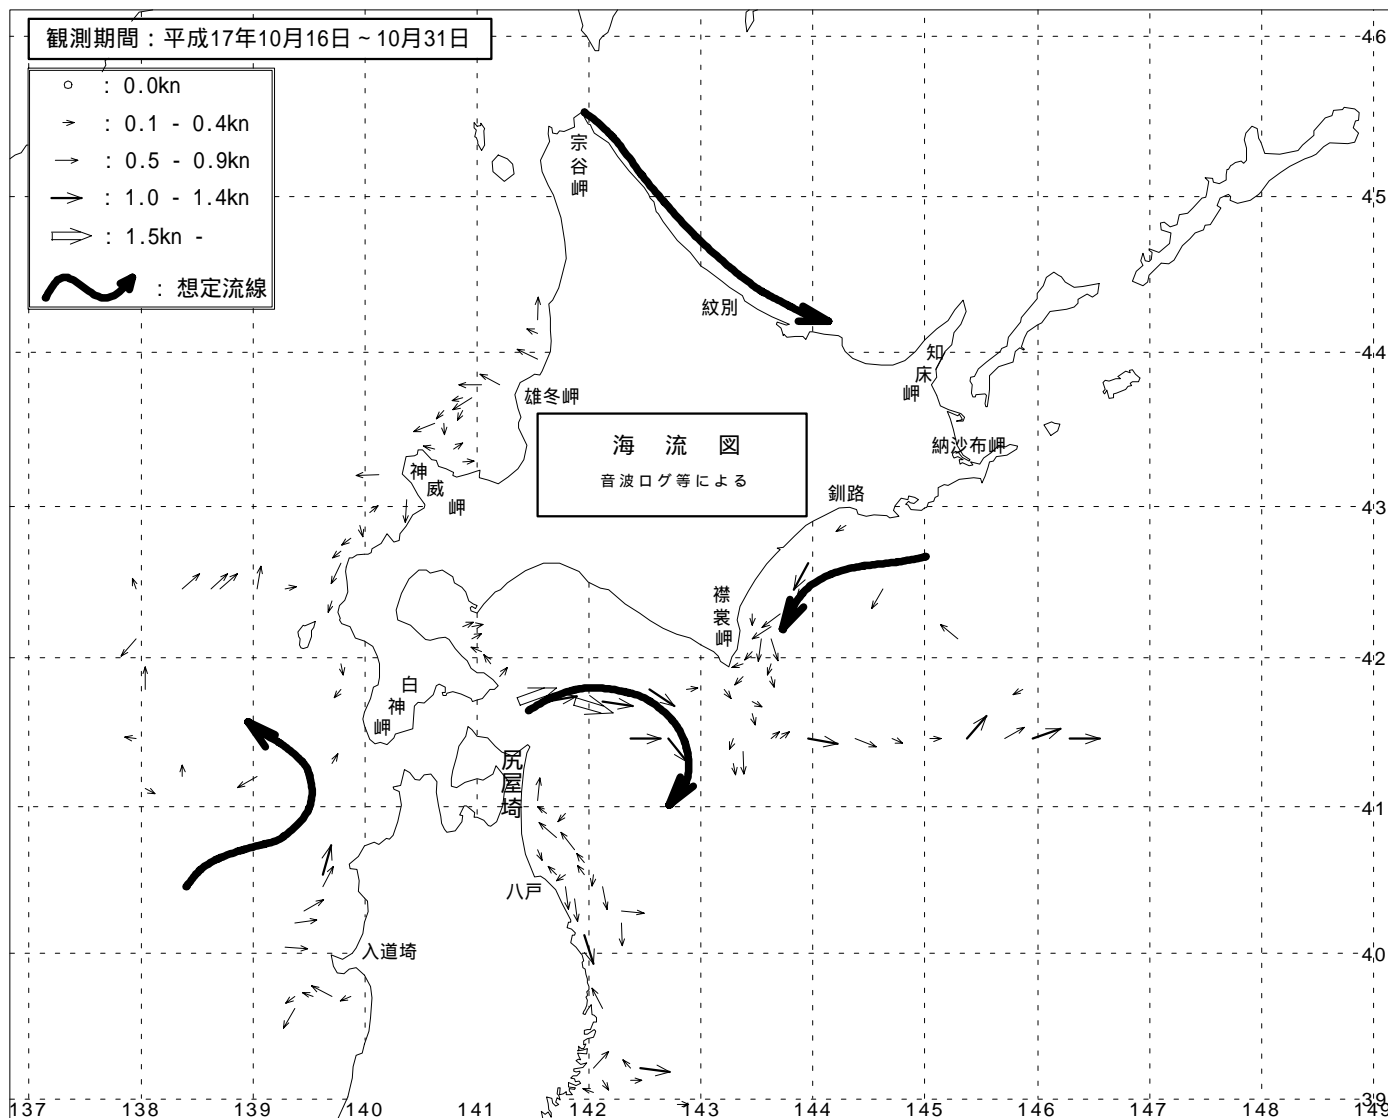 観測期間：平成17年10月16日～10月31日
：0.0kn
：0.1 - 0.4kn
：0.5 - 0.9kn
：1.0 - 1.4kn
：1.5kn -
：想定流線
海流図
音波ログ等による
宗谷岬
紋別
知床岬
雄冬岬
納沙布岬
神威岬
釧路
襟裳岬
白神岬
尻屋埼
八戸
入道埼
46
45
44
43
42
41
40
39
137 138 139 140 141 142 143 144 145 146 147 148 149